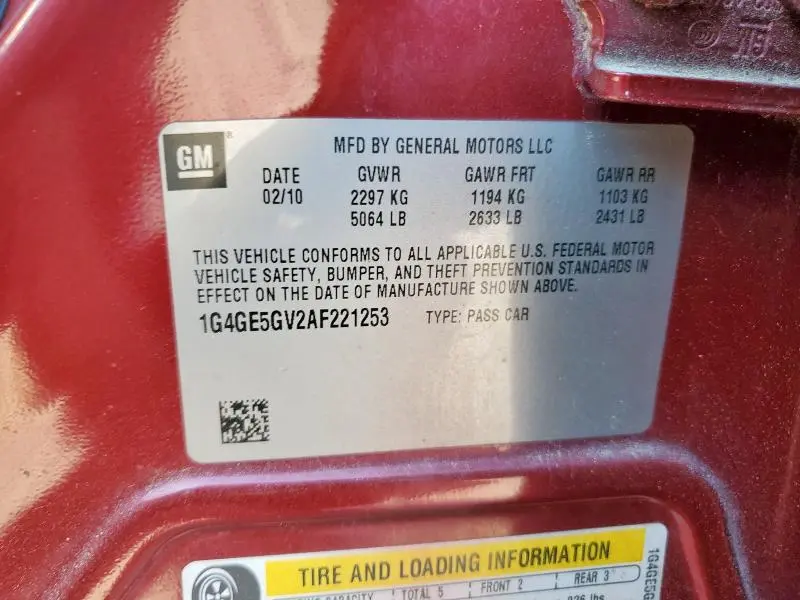 GM
MFD BY GENERAL MOTORS LLC
DATE GVWR GAWR FRT GAWR RR
02/10 2297 KG 1194 KG 1103 KG
5064 LB 2633 LB 2431 LB
THIS VEHICLE CONFORMS TO ALL APPLICABLE U.S. FEDERAL MOTOR
VEHICLE SAFETY, BUMPER, AND THEFT PREVENTION STANDARDS IN
EFFECT ON THE DATE OF MANUFACTURE SHOWN ABOVE.
1G4GE5GV2AF221253 TYPE: PASS CAR
TIRE AND LOADING INFORMATION
CAPACITY TOTAL 5 FRONT 2 REAR 3
lbs
1G4GE5G